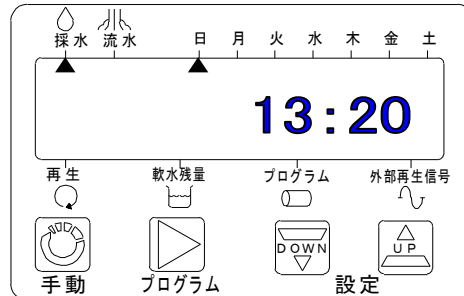 採水 流水 日 月 火 水 木 金 土
13:20
再生 軟水残量 プログラム 外部再生信号
DOWN UP
手動 プログラム 設定